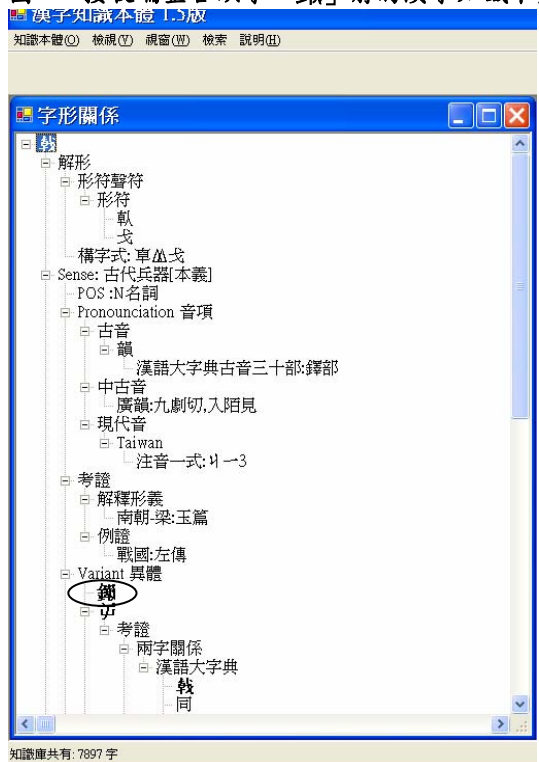 漢字知識本體 1.5版
知識本體(O) 檢視(V) 視窗(W) 檢索 說明(H)
字形關係
戟
解形
形符聲符
形符
倝
戈
構字式:
Sense: 古代兵器[本義]
POS :N名詞
Pronounciation 音項
古音
韻
漢語大字典古音三十部:鐸部
中古音
廣韻:九劇切,入陌見
現代音
Taiwan
注音一式:ㄐㄧ3
考證
解釋形義
南朝-梁:玉篇
例證
戰國:左傳
Variant 異體
考證
兩字關係
漢語大字典
戟
同
知識庫共有: 7897 字